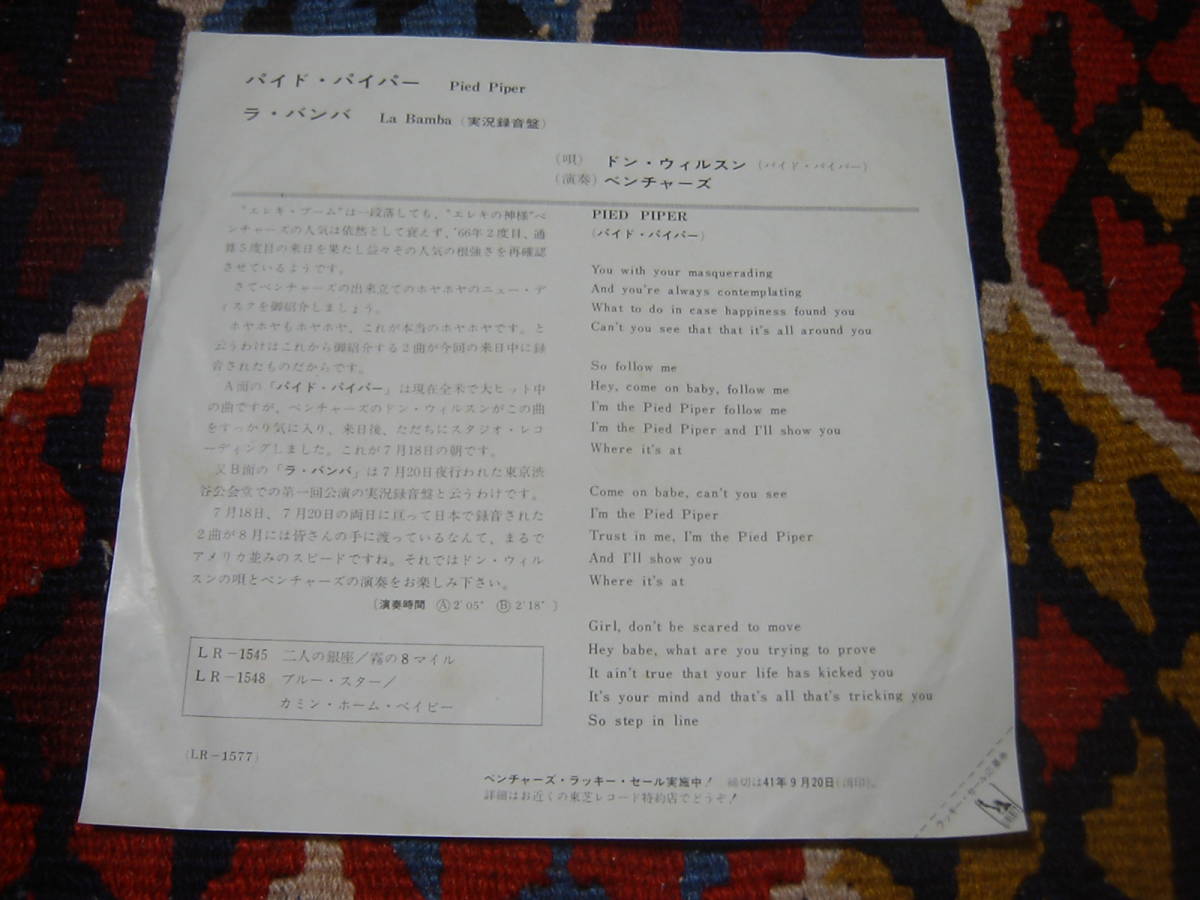 パイド・パイパー Pied Piper
ラ・バンバ La Bamba (実況録音盤)
(唄) ドン・ウィルスン (パイド・パイパー)
(演奏) ベンチャーズ
"エレキ・ブーム"は一段落しても、"エレキの神様"ベ
ンチャーズの人気は依然として衰えず、'66年2度目、通
算5度目の来日を果たし益々その人気の根強さを再確認
させているようです。
さてベンチャーズの出来立てのホヤホヤのニュー・デ
ィスクを御紹介しましょう。
ホヤホヤもホヤホヤ、これが本当のホヤホヤです。と
云うわけはこれから御紹介する2曲が今回の来日中に録
音されたものだからです。
A面の「パイド・パイパー」は現在全米で大ヒット中
の曲ですが、ベンチャーズのドン・ウィルスンがこの曲
をすっかり気に入り、来日後、ただちにスタジオ・レコ
ーディングしました。これが7月18日の朝です。
又B面の「ラ・バンバ」は7月20日夜行われた東京渋
谷公会堂での第一回公演の実況録音盤と云うわけです。
7月18日、7月20日の両日に亘って日本で録音された
2曲が8月には皆さんの手に渡っているなんて、まるで
アメリカ並みのスピードですね。それではドン・ウィル
スンの唄とベンチャーズの演奏をお楽しみ下さい。
〔演奏時間 Ⓐ2'05" Ⓑ2'18"〕
LR-1545 二人の銀座/霧の8マイル
LR-1548 ブルー・スター/
カミン・ホーム・ベイビー
(LR-1577)
PIED PIPER
(パイド・パイパー)
You with your masquerading
And you're always contemplating
What to do in case happiness found you
Can't you see that that it's all around you
So follow me
Hey, come on baby, follow me
I'm the Pied Piper follow me
I'm the Pied Piper and I'll show you
Where it's at
Come on babe, can't you see
I'm the Pied Piper
Trust in me, I'm the Pied Piper
And I'll show you
Where it's at
Girl, don't be scared to move
Hey babe, what are you trying to prove
It ain't true that your life has kicked you
It's your mind and that's all that's tricking you
So step in line
ベンチャーズ・ラッキー・セール実施中! 締切は41年9月20日(消印)。
詳細はお近くの東芝レコード特約店でどうぞ!
ラッキー・セール応募券